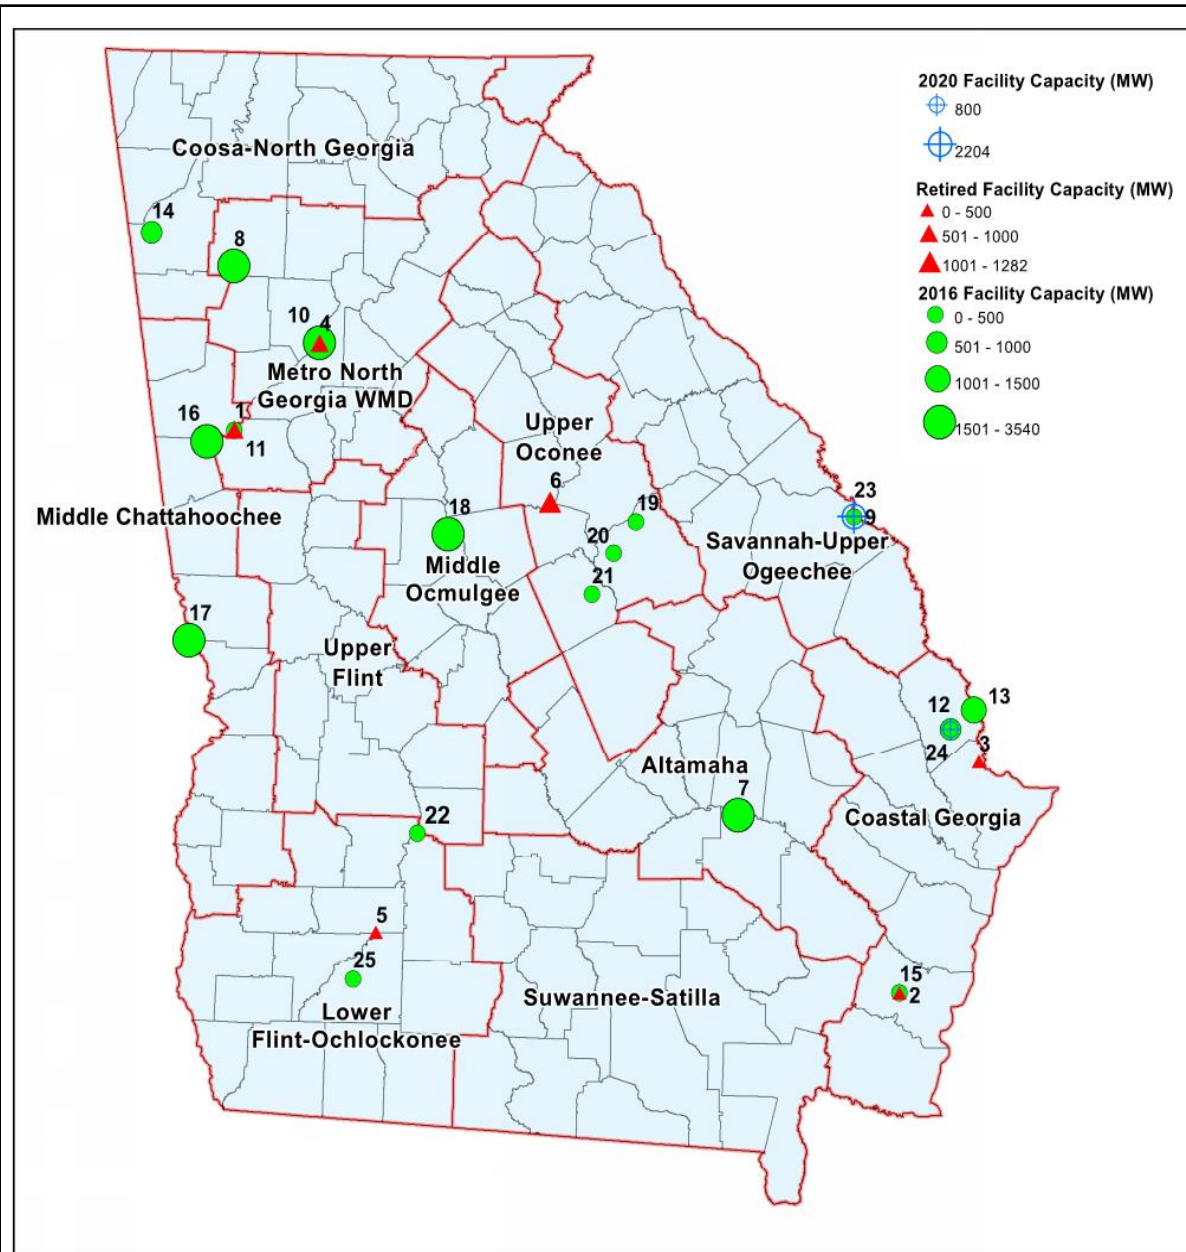 2020 Facility Capacity (MW)
800
2204
Retired Facility Capacity (MW)
0 - 500
501 - 1000
1001 - 1282
2016 Facility Capacity (MW)
0 - 500
501 - 1000
1001 - 1500
1501 - 3540
Coosa-North Georgia
14
8
10
4
Metro North
Georgia WMD
16
1
11
Upper
Oconee
6
19
20
21
23
9
Savannah-Upper
Ogeechee
Middle Chattahoochee
18
Middle
Ocmulgee
17
Upper
Flint
12
13
24
3
Altamaha
7
Coastal Georgia
22
5
25
Lower
Flint-Ochlockonee
Suwannee-Satilla
15
2